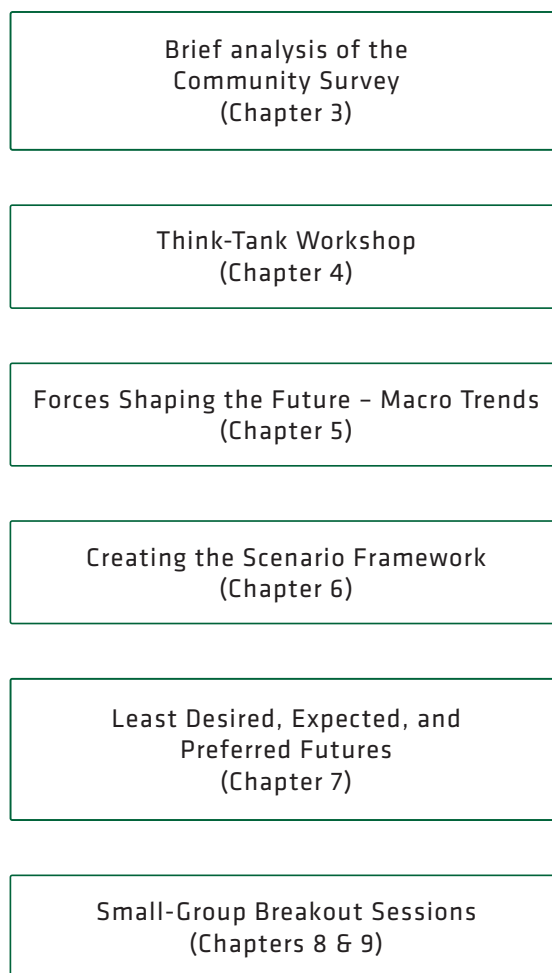 Brief analysis of the
Community Survey
(Chapter 3)
Think-Tank Workshop
(Chapter 4)
Forces Shaping the Future – Macro Trends
(Chapter 5)
Creating the Scenario Framework
(Chapter 6)
Least Desired, Expected, and
Preferred Futures
(Chapter 7)
Small-Group Breakout Sessions
(Chapters 8 & 9)